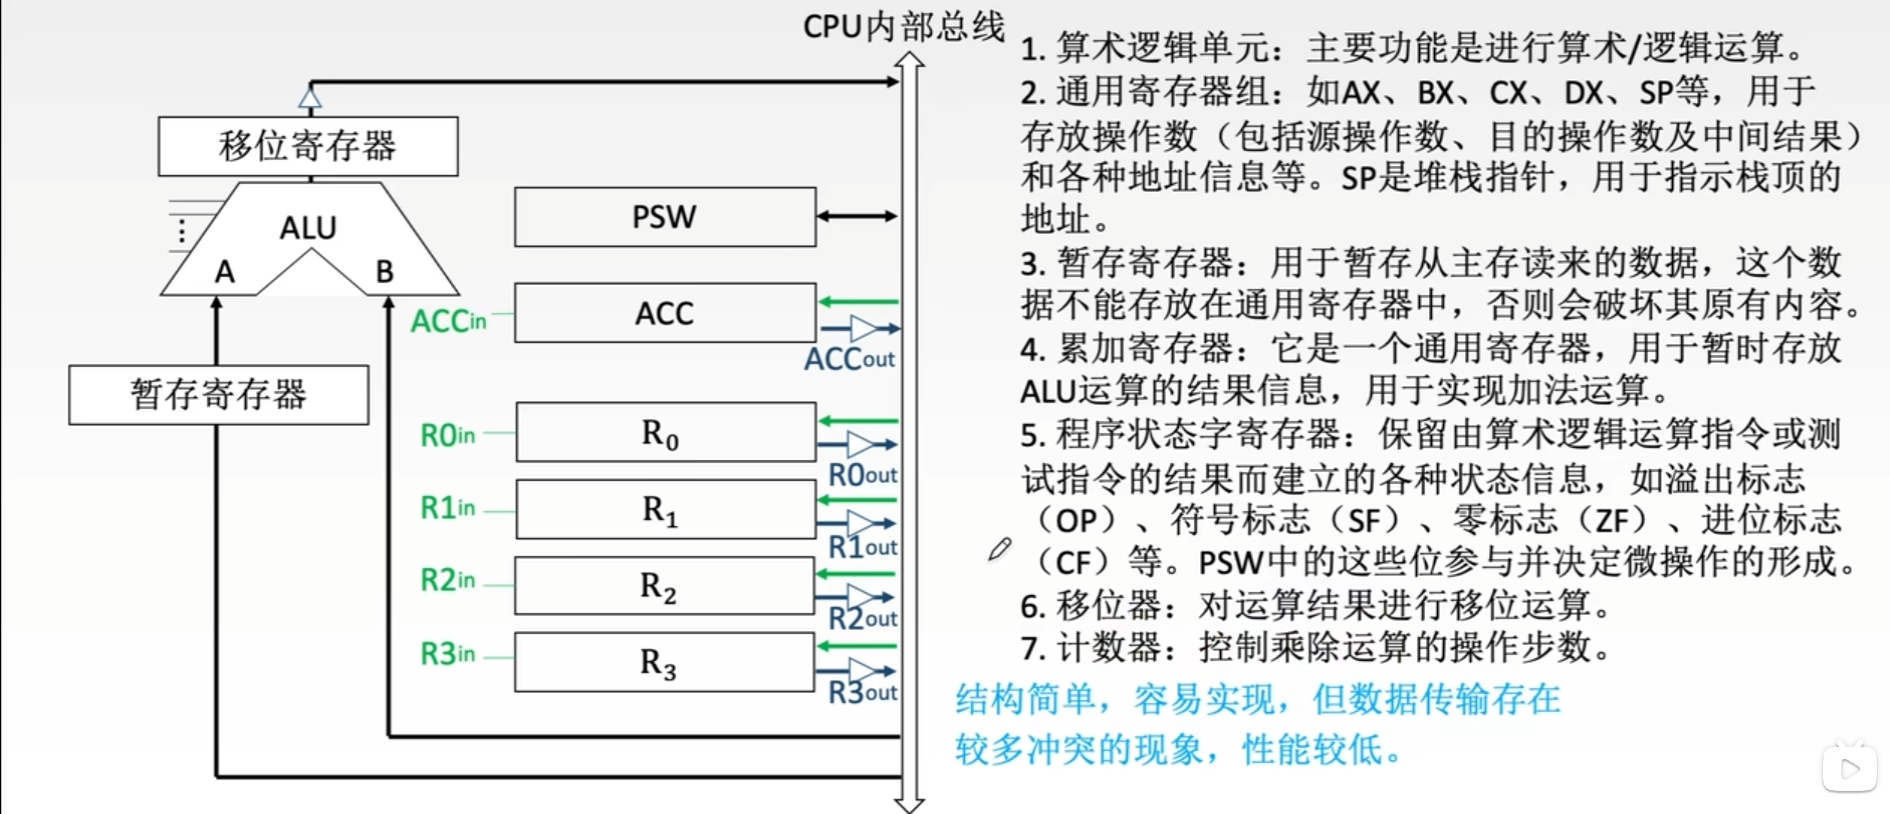 CPU内部总线
移位寄存器
ALU
A
B
暂存寄存器
PSW
ACCin
ACC
ACCout
R0in
R₀
R0out
R1in
R₁
R1out
R2in
R₂
R2out
R3in
R₃
R3out
1. 算术逻辑单元：主要功能是进行算术/逻辑运算。
2. 通用寄存器组：如AX、BX、CX、DX、SP等，用于
存放操作数（包括源操作数、目的操作数及中间结果）
和各种地址信息等。SP是堆栈指针，用于指示栈顶的
地址。
3. 暂存寄存器：用于暂存从主存读来的数据，这个数
据不能存放在通用寄存器中，否则会破坏其原有内容。
4. 累加寄存器：它是一个通用寄存器，用于暂时存放
ALU运算的结果信息，用于实现加法运算。
5. 程序状态字寄存器：保留由算术逻辑运算指令或测
试指令的结果而建立的各种状态信息，如溢出标志
（OP）、符号标志（SF）、零标志（ZF）、进位标志
（CF）等。PSW中的这些位参与并决定微操作的形成。
6. 移位器：对运算结果进行移位运算。
7. 计数器：控制乘除运算的操作步数。
结构简单，容易实现，但数据传输存在
较多冲突的现象，性能较低。